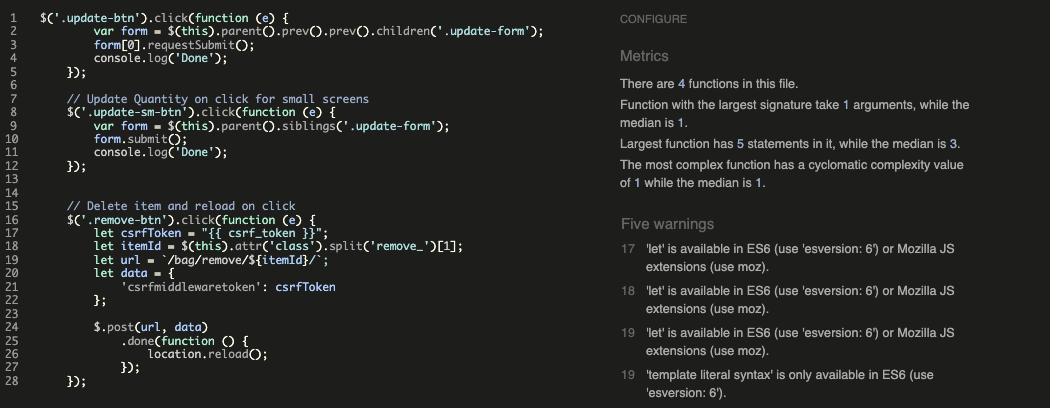 1 $('.update-btn').click(function (e) {
2 var form = $(this).parent().prev().prev().children('.update-form');
3 form[0].requestSubmit();
4 console.log('Done');
5 });
6
7 // Update Quantity on click for small screens
8 $('.update-sm-btn').click(function (e) {
9 var form = $(this).parent().siblings('.update-form');
10 form.submit();
11 console.log('Done');
12 });
13
14
15 // Delete item and reload on click
16 $('.remove-btn').click(function (e) {
17 let csrfToken = "{{ csrf_token }}";
18 let itemId = $(this).attr('class').split('remove_')[1];
19 let url = `/bag/remove/${itemId}/`;
20 let data = {
21 'csrfmiddlewaretoken': csrfToken
22 };
23
24 $.post(url, data)
25 .done(function () {
26 location.reload();
27 });
28 });
CONFIGURE
Metrics
There are 4 functions in this file.
Function with the largest signature take 1 arguments, while the
median is 1.
Largest function has 5 statements in it, while the median is 3.
The most complex function has a cyclomatic complexity value
of 1 while the median is 1.
Five warnings
17 'let' is available in ES6 (use 'esversion: 6') or Mozilla JS
extensions (use moz).
18 'let' is available in ES6 (use 'esversion: 6') or Mozilla JS
extensions (use moz).
19 'let' is available in ES6 (use 'esversion: 6') or Mozilla JS
extensions (use moz).
19 'template literal syntax' is only available in ES6 (use
'esversion: 6').